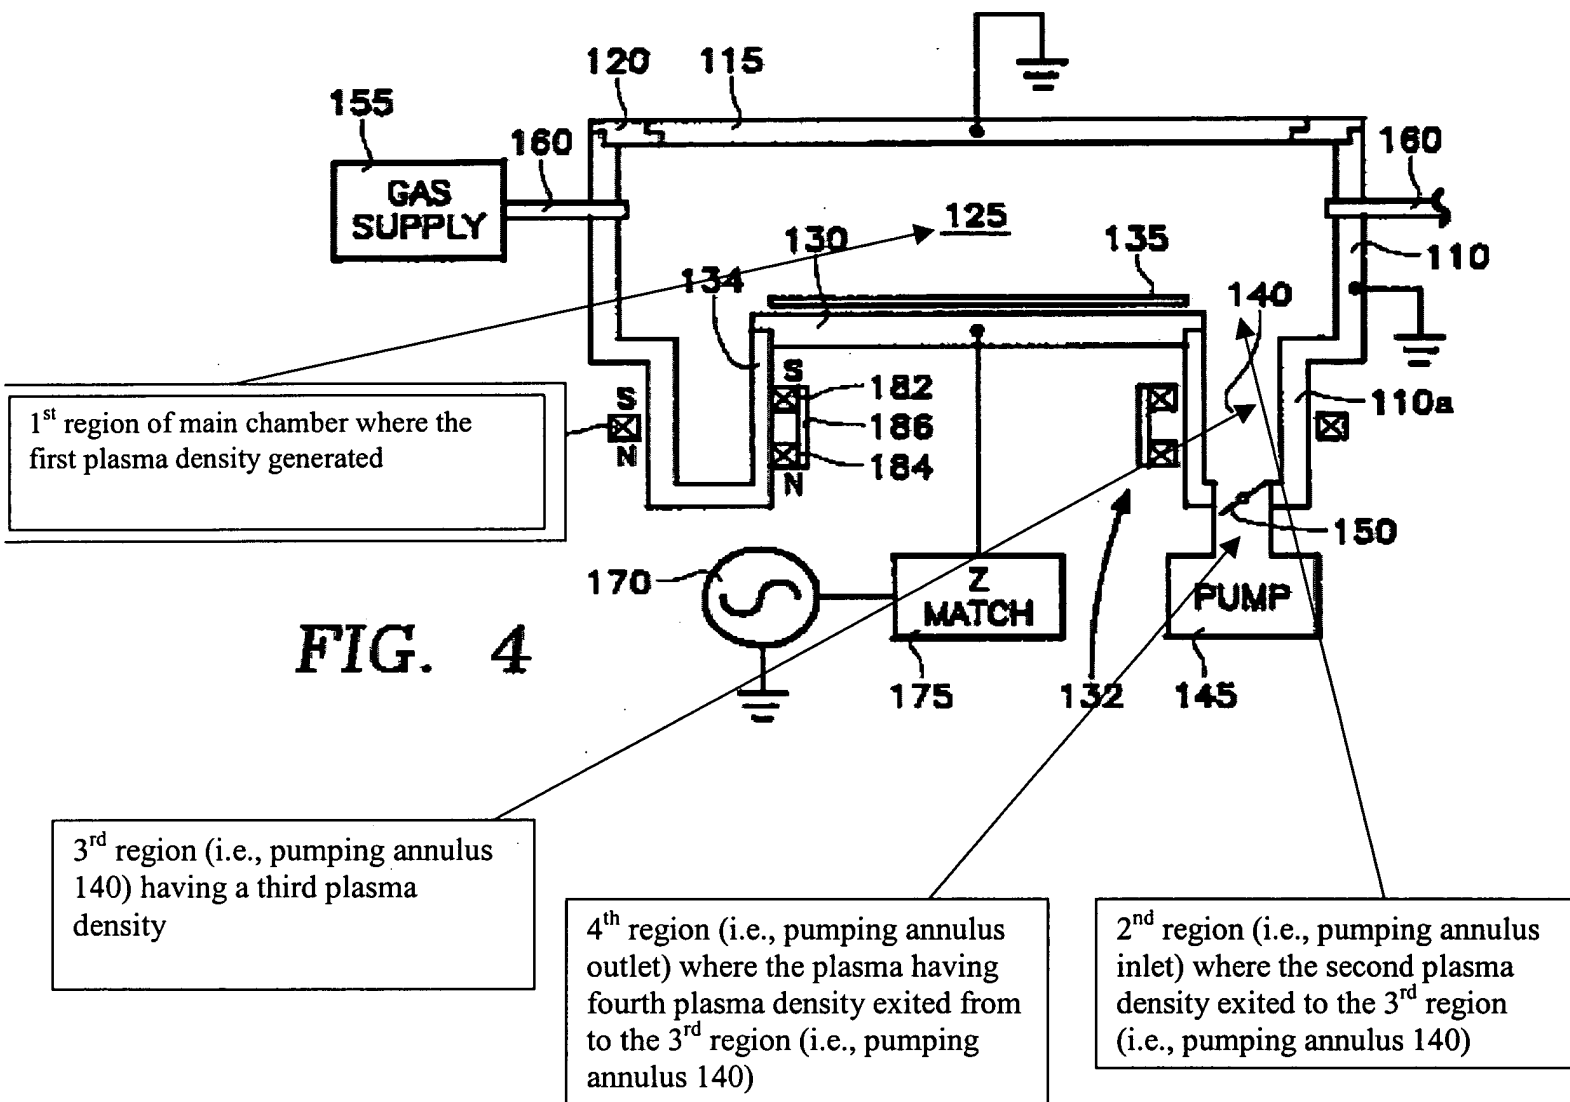 120
115
155
160
160
GAS
SUPPLY
125
130
135
134
140
110
S
S
182
110a
1st region of main chamber where the
first plasma density generated
186
N
184
N
150
170
Z
MATCH
PUMP
FIG. 4
175
132
145
3rd region (i.e., pumping annulus
140) having a third plasma
density
4th region (i.e., pumping annulus
outlet) where the plasma having
fourth plasma density exited from
to the 3rd region (i.e., pumping
annulus 140)
2nd region (i.e., pumping annulus
inlet) where the second plasma
density exited to the 3rd region
(i.e., pumping annulus 140)